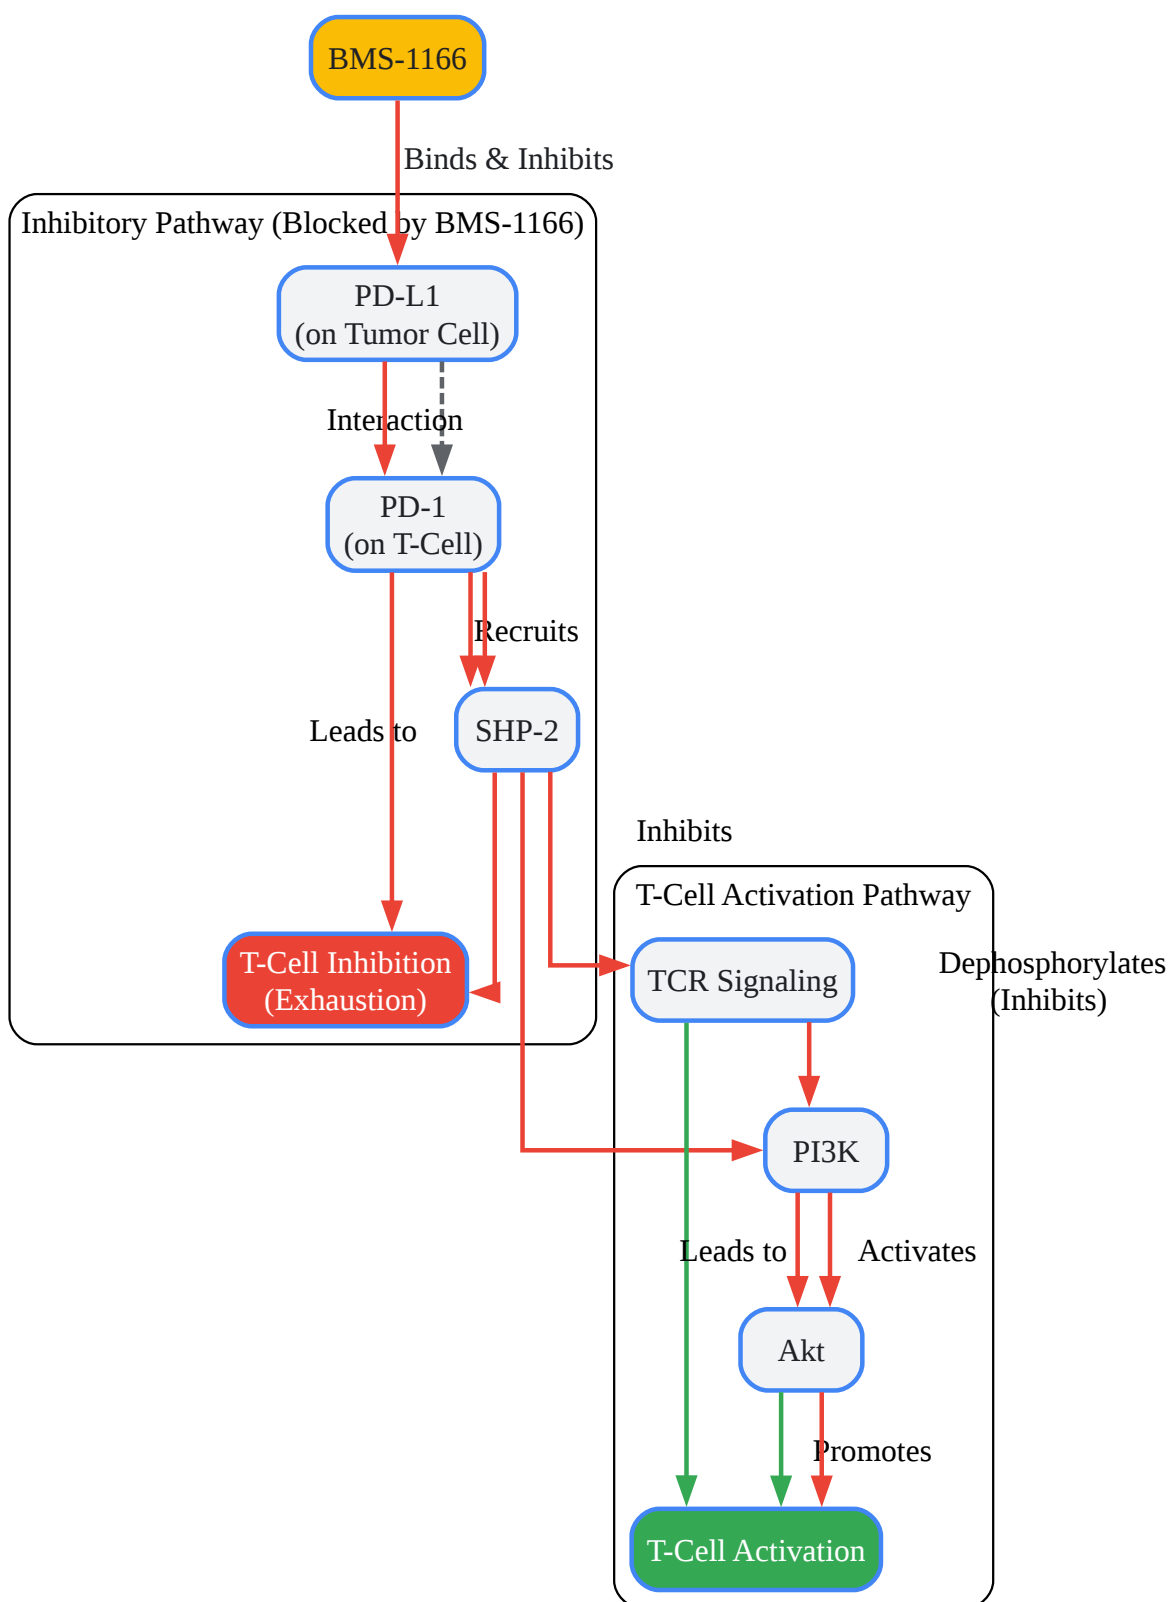 BMS-1166
Binds & Inhibits
Inhibitory Pathway (Blocked by BMS-1166)
PD-L1
(on Tumor Cell)
Interaction
PD-1
(on T-Cell)
Recruits
Leads to
SHP-2
Inhibits
T-Cell Activation Pathway
T-Cell Inhibition
(Exhaustion)
TCR Signaling
Dephosphorylates
(Inhibits)
PI3K
Leads to
Activates
Akt
Promotes
T-Cell Activation